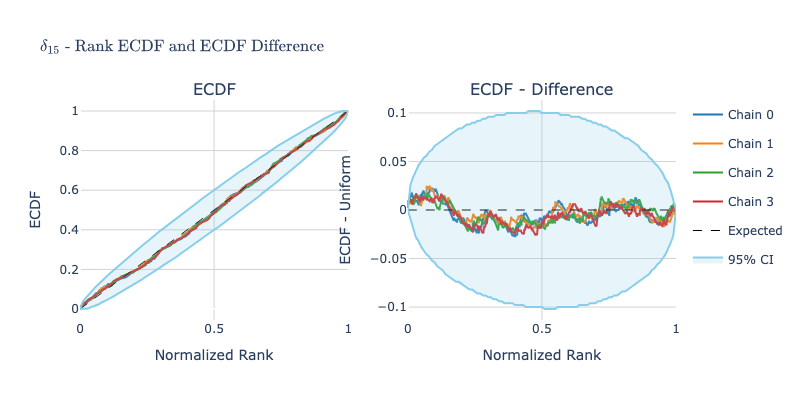 δ₁₅ - Rank ECDF and ECDF Difference
ECDF
ECDF
1
0.8
0.6
0.4
0.2
0
0
0.5
1
Normalized Rank
ECDF - Difference
ECDF - Uniform
0.1
0.05
0
−0.05
−0.1
0
0.5
1
Normalized Rank
Chain 0
Chain 1
Chain 2
Chain 3
Expected
95% CI